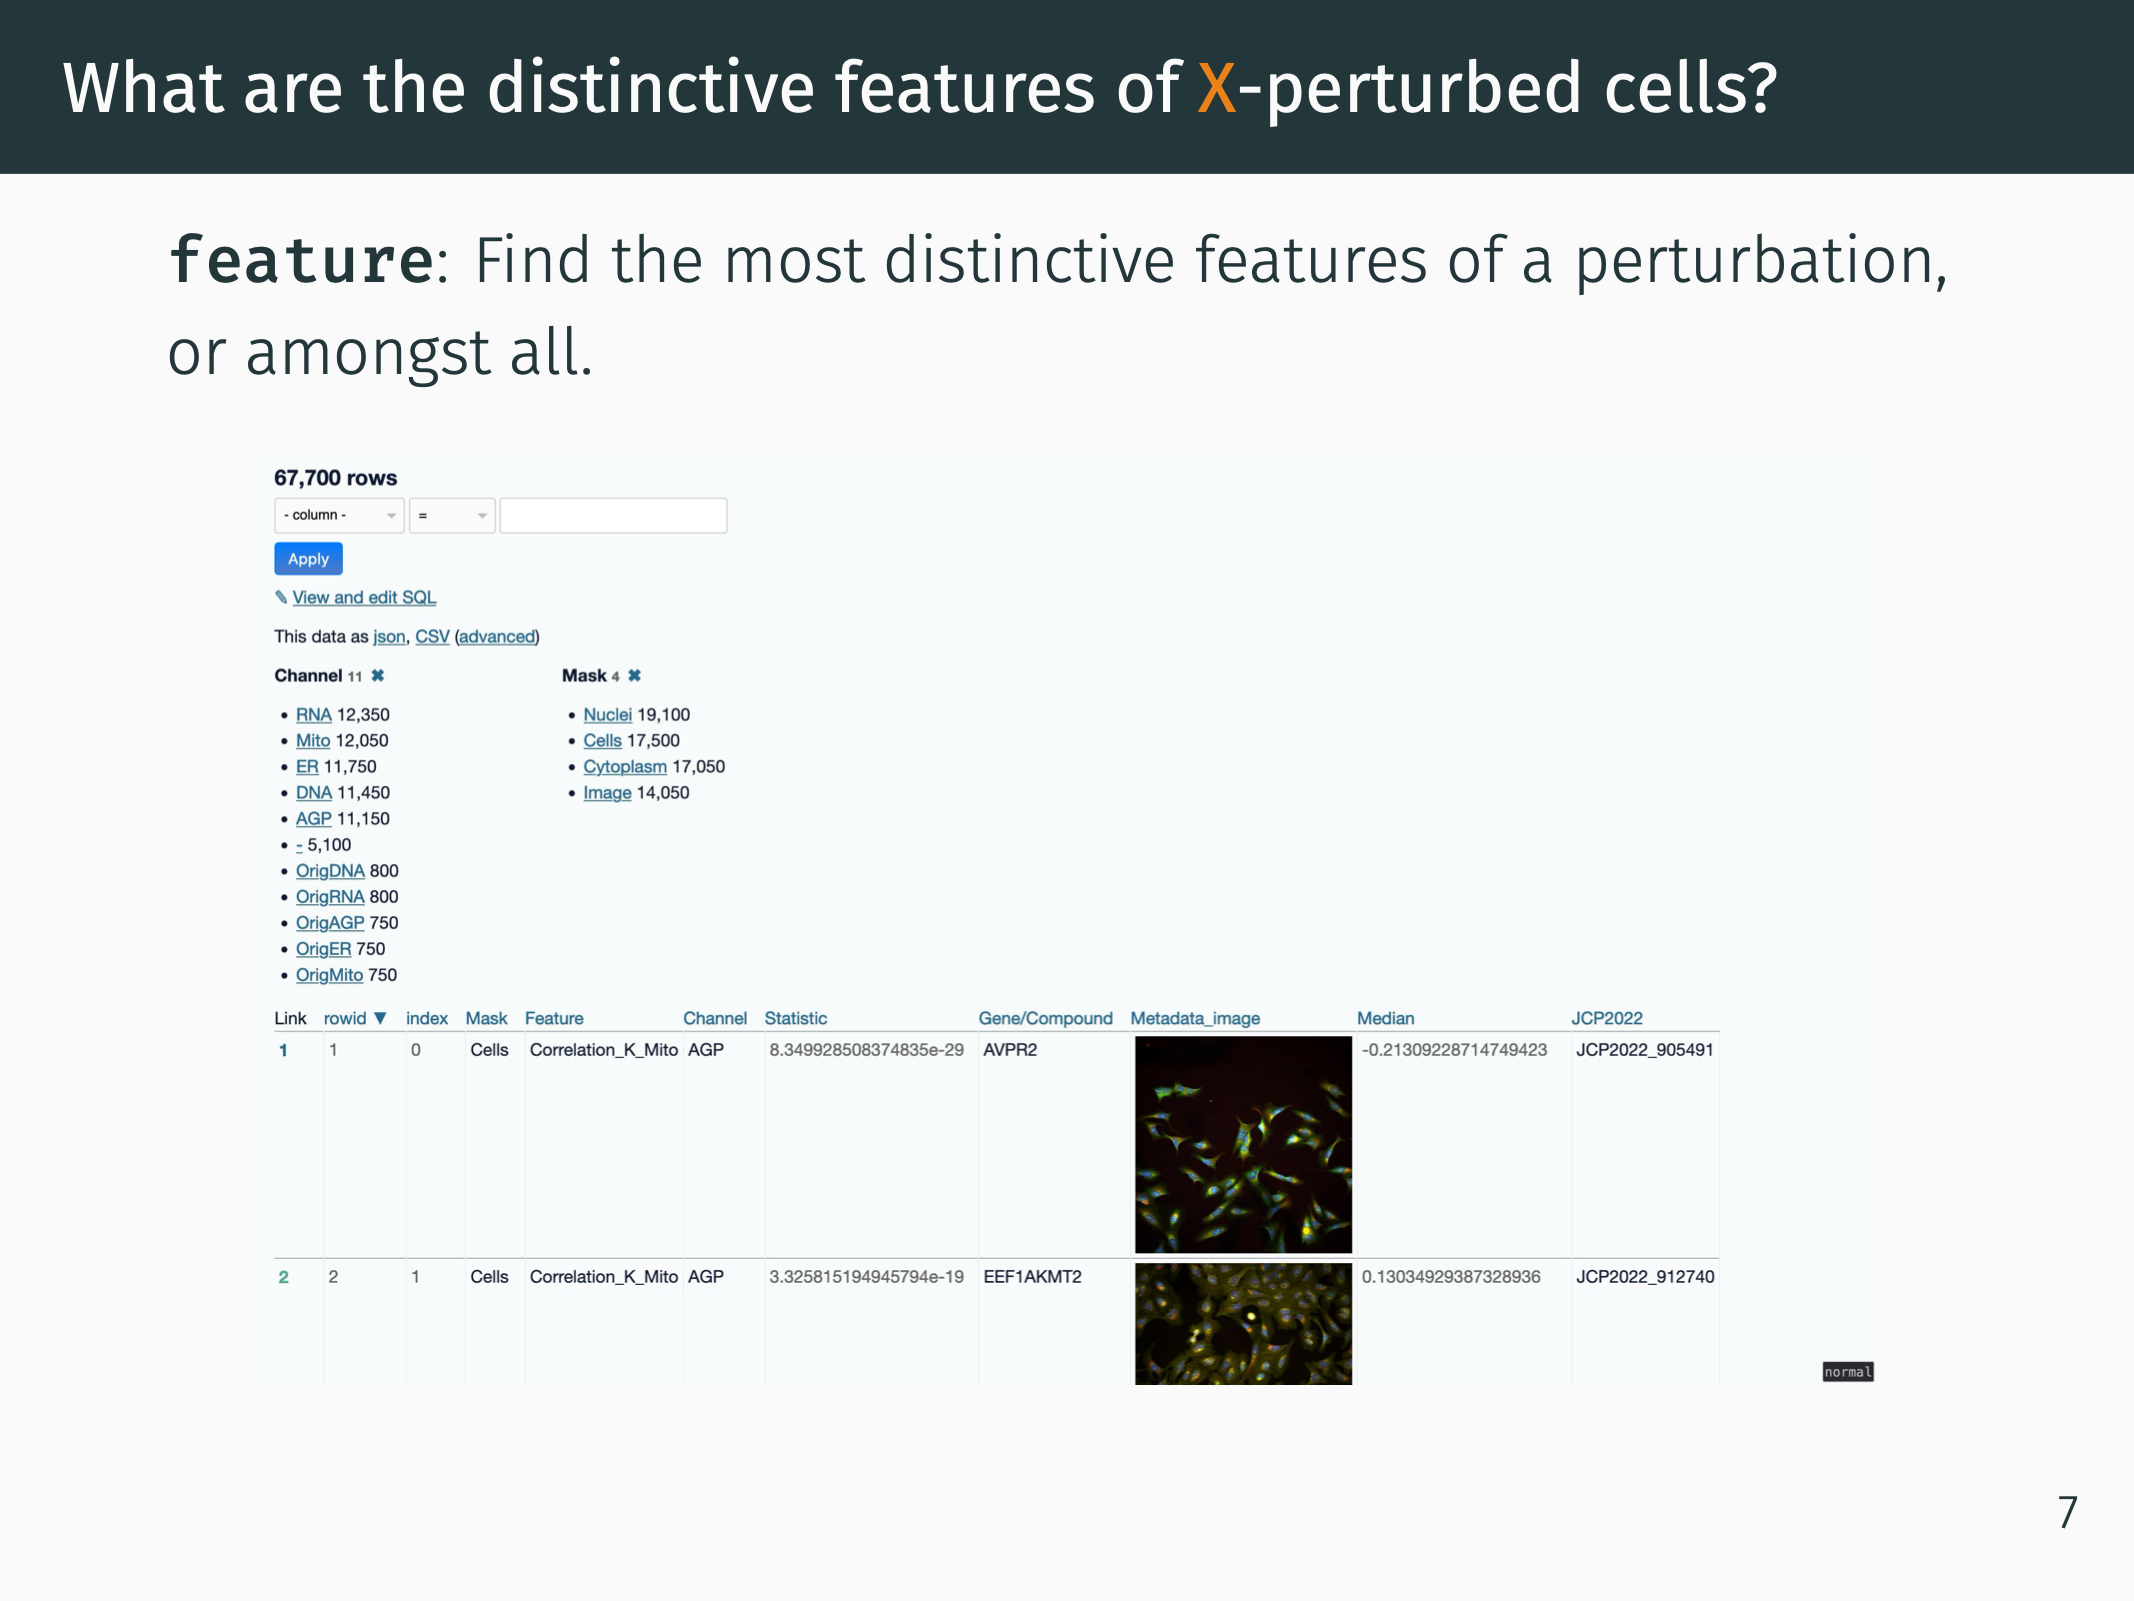 What are the distinctive features of X-perturbed cells?
feature: Find the most distinctive features of a perturbation,
or amongst all.
67,700 rows
- column - =
Apply
✎ View and edit SQL
This data as json, CSV (advanced)
Channel 11 ✖ Mask 4 ✖
• RNA 12,350 • Nuclei 19,100
• Mito 12,050 • Cells 17,500
• ER 11,750 • Cytoplasm 17,050
• DNA 11,450 • Image 14,050
• AGP 11,150
• - 5,100
• OrigDNA 800
• OrigRNA 800
• OrigAGP 750
• OrigER 750
• OrigMito 750
Link rowid ▼ index Mask Feature Channel Statistic Gene/Compound Metadata_image Median JCP2022
1 1 0 Cells Correlation_K_Mito AGP 8.349928508374835e-29 AVPR2 -0.21309228714749423 JCP2022_905491
2 2 1 Cells Correlation_K_Mito AGP 3.325815194945794e-19 EEF1AKMT2 0.13034929387328936 JCP2022_912740
normal
7